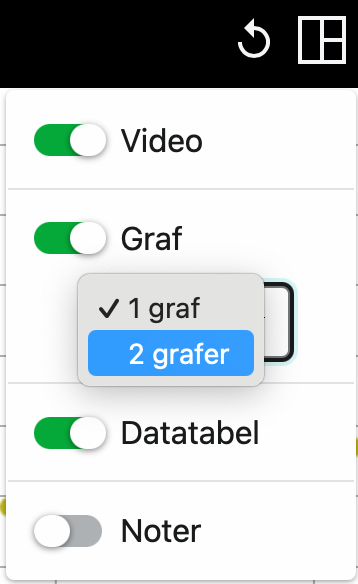 Video
Graf
✓ 1 graf
2 grafer
Datatabel
Noter